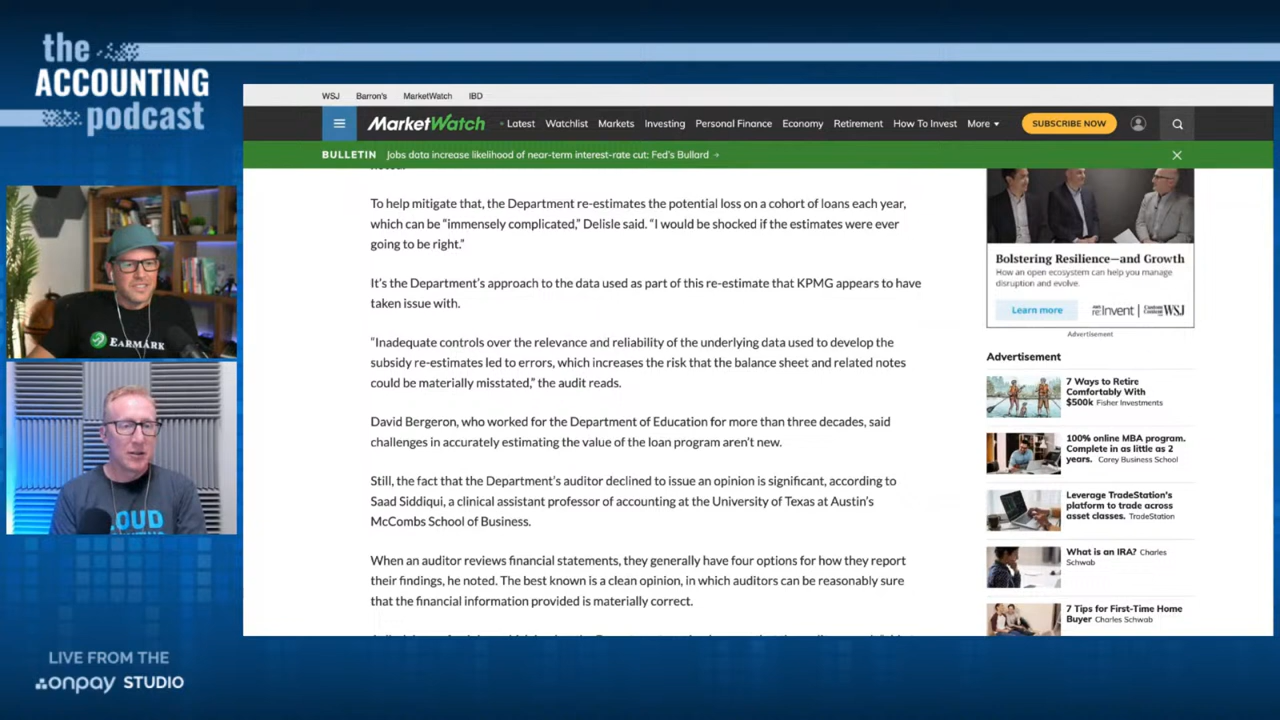 the
ACCOUNTING
podcast
WSJ Barron's MarketWatch IBD
MarketWatch
Latest Watchlist Markets Investing Personal Finance Economy Retirement How To Invest More
SUBSCRIBE NOW
BULLETIN Jobs data increase likelihood of near-term interest-rate cut: Fed's Bullard →
To help mitigate that, the Department re-estimates the potential loss on a cohort of loans each year,
which can be “immensely complicated,” Delisle said. “I would be shocked if the estimates were ever
going to be right.”
It’s the Department’s approach to the data used as part of this re-estimate that KPMG appears to have
taken issue with.
“Inadequate controls over the relevance and reliability of the underlying data used to develop the
subsidy re-estimates led to errors, which increases the risk that the balance sheet and related notes
could be materially misstated,” the audit reads.
David Bergeron, who worked for the Department of Education for more than three decades, said
challenges in accurately estimating the value of the loan program aren’t new.
Still, the fact that the Department’s auditor declined to issue an opinion is significant, according to
Saad Siddiqui, a clinical assistant professor of accounting at the University of Texas at Austin’s
McCombs School of Business.
When an auditor reviews financial statements, they generally have four options for how they report
their findings, he noted. The best known is a clean opinion, in which auditors can be reasonably sure
that the financial information provided is materially correct.
Bolstering Resilience—and Growth
How an open ecosystem can help you manage
disruption and evolve.
Learn more
re:Invent
WSJ
Advertisement
Advertisement
7 Ways to Retire
Comfortably With
$500k Fisher Investments
100% online MBA program.
Complete in as little as 2
years. Carey Business School
Leverage TradeStation's
platform to trade across
asset classes. TradeStation
What is an IRA? Charles
Schwab
7 Tips for First-Time Home
Buyer Charles Schwab
EARMARK
LOUD
LIVE FROM THE
onpay STUDIO